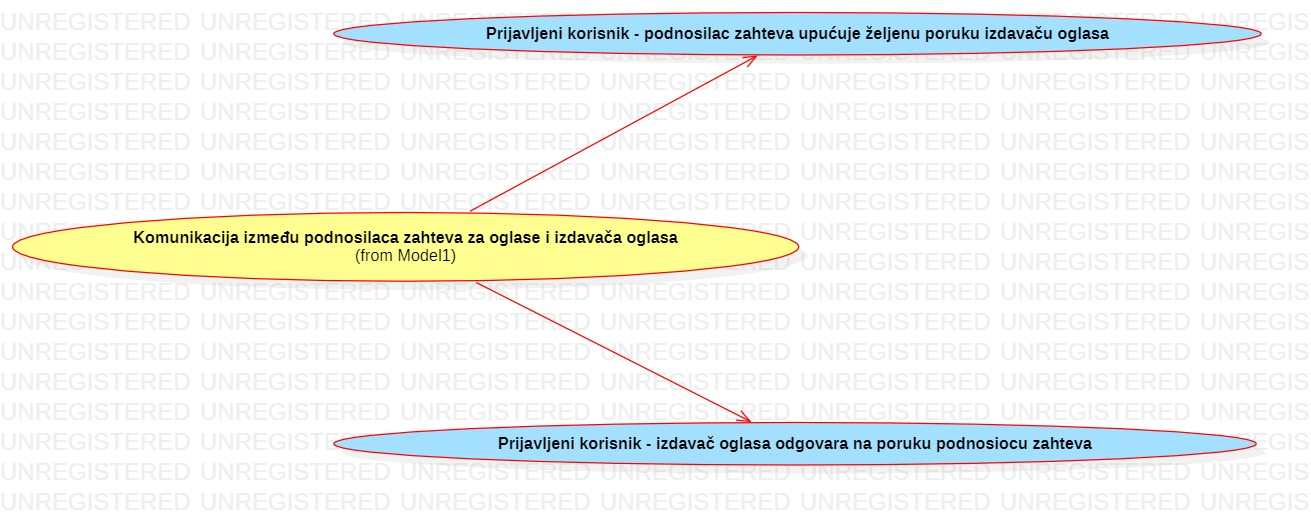 Prijavljeni korisnik - podnosilac zahteva upućuje željenu poruku izdavaču oglasa
Komunikacija između podnosilaca zahteva za oglase i izdavača oglasa
(from Model1)
Prijavljeni korisnik - izdavač oglasa odgovara na poruku podnosiocu zahteva
UNREGISTERED